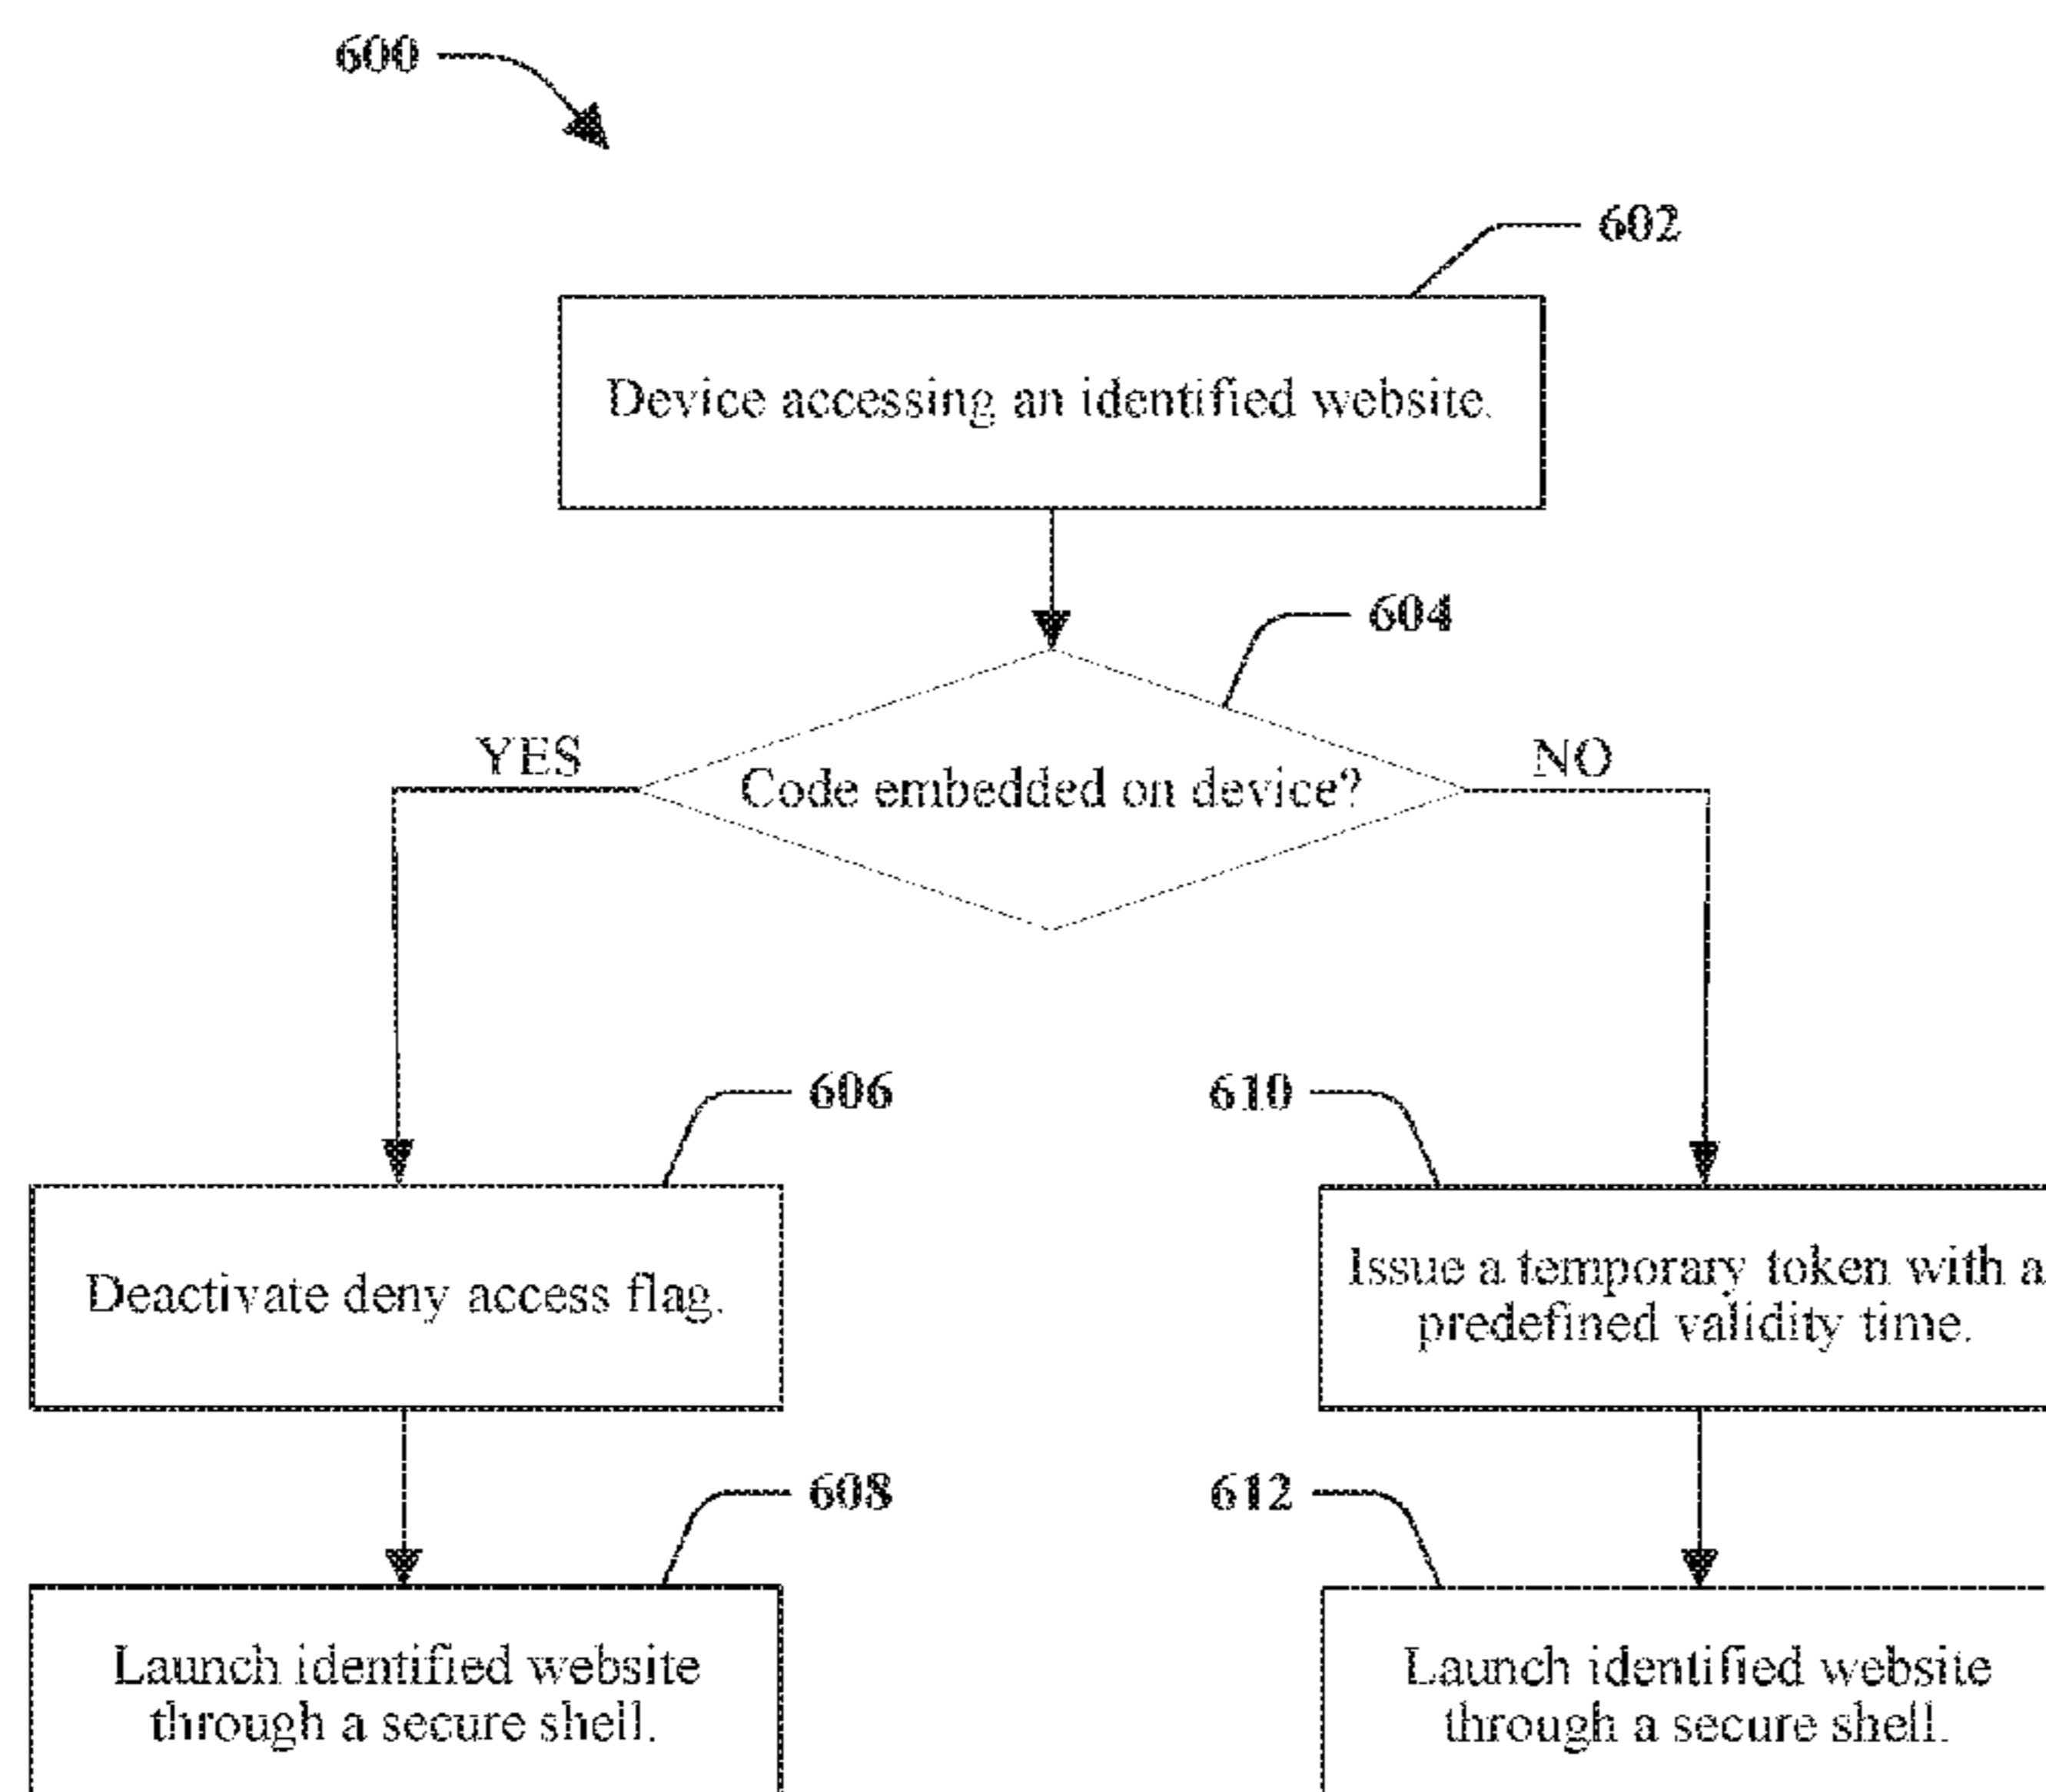 600
602
Device accessing an identified website.
604
YES
Code embedded on device?
NO
606
Deactivate deny access flag.
610
Issue a temporary token with a
predefined validity time.
608
Launch identified website
through a secure shell.
612
Launch identified website
through a secure shell.